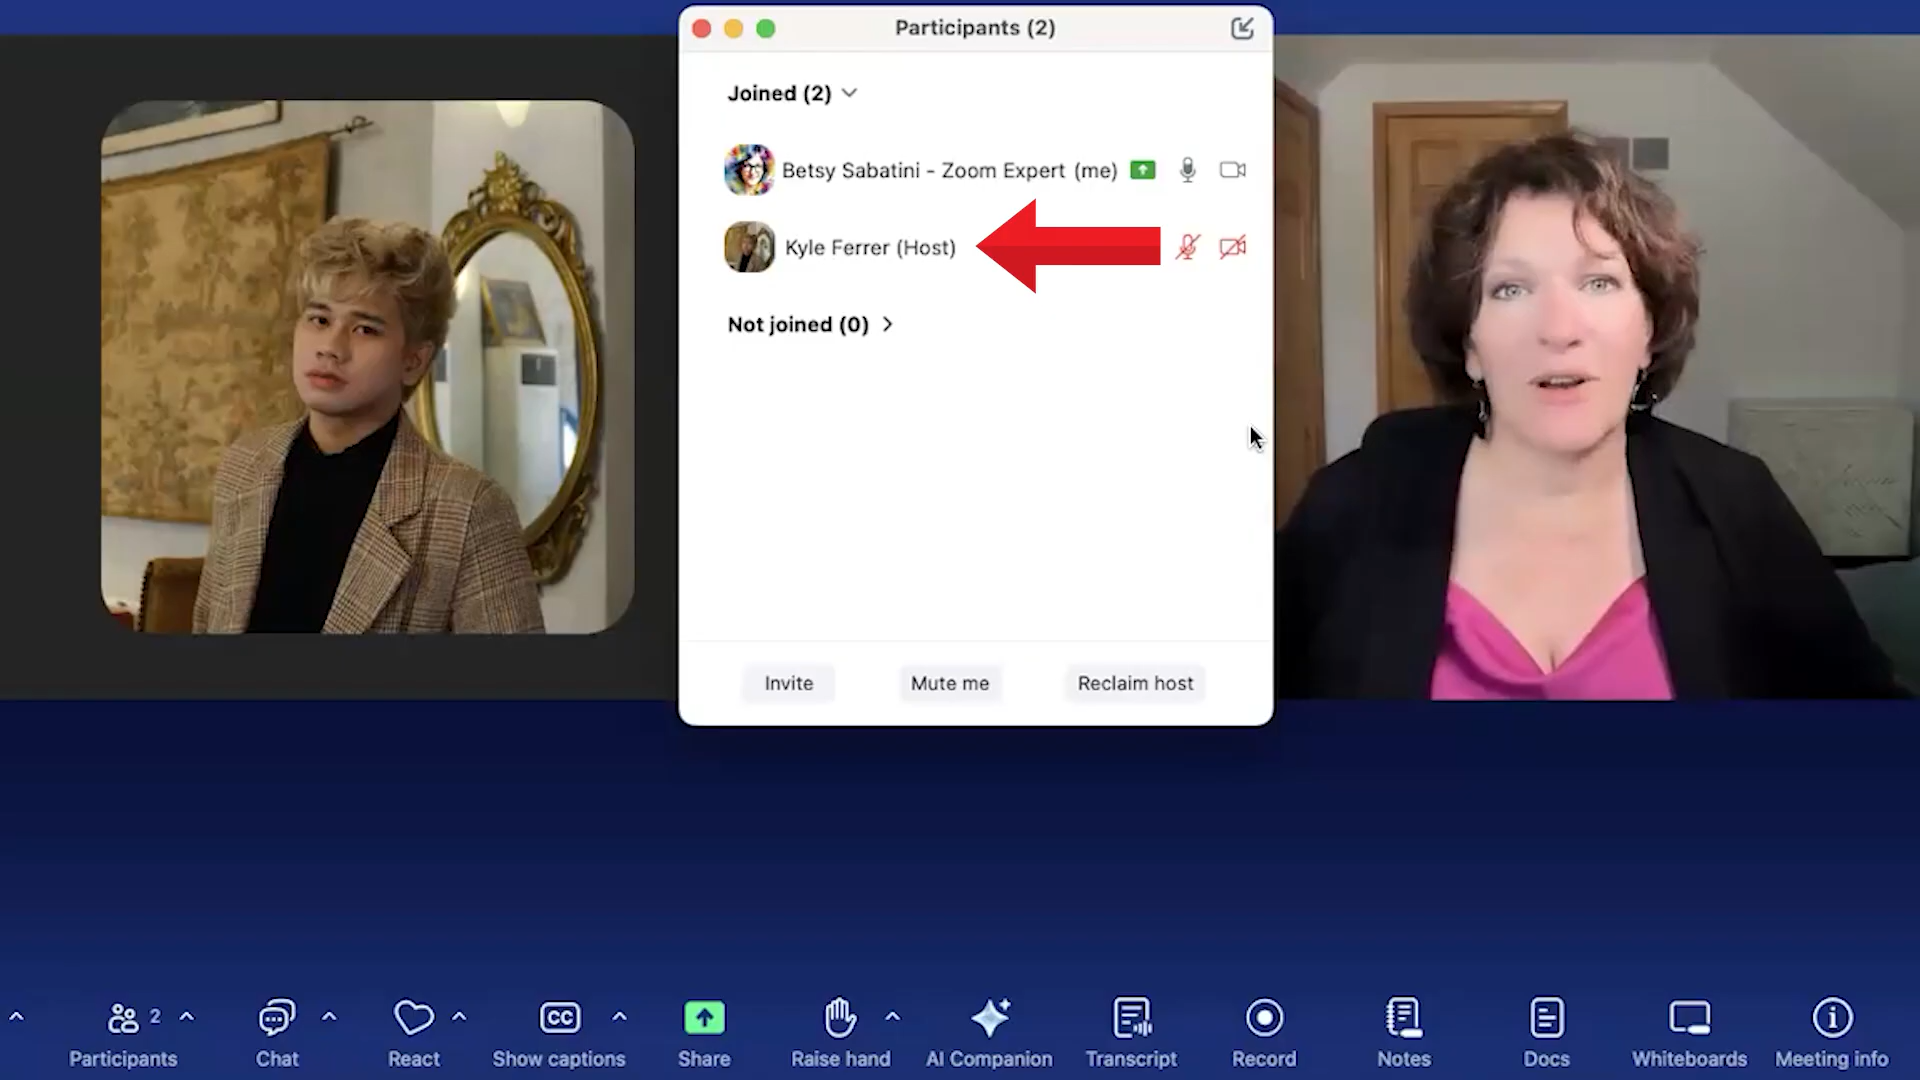 Participants (2)
Joined (2)
Betsy Sabatini - Zoom Expert (me)
Kyle Ferrer (Host)
Not joined (0)
Invite
Mute me
Reclaim host
2
CC
Participants
Chat
React
Show captions
Share
Raise hand
AI Companion
Transcript
Record
Notes
Docs
Whiteboards
Meeting info